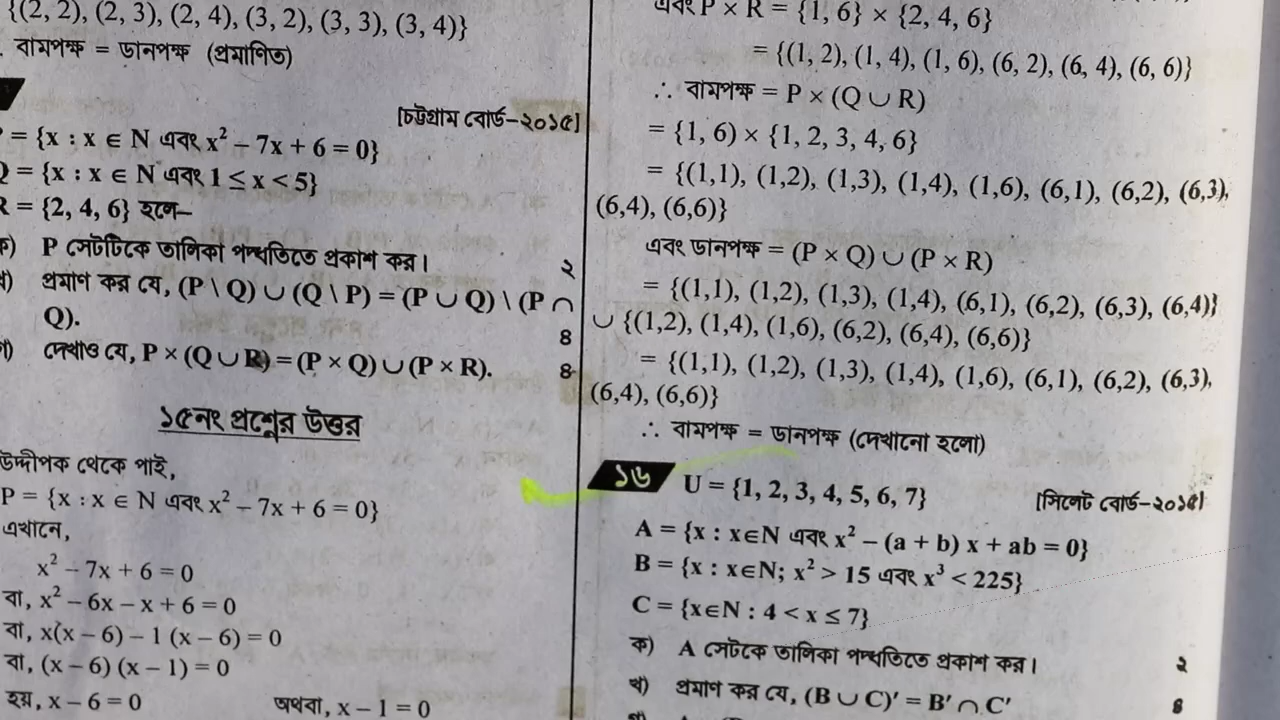 {(2, 2), (2, 3), (2, 4), (3, 2), (3, 3), (3, 4)}
. বামপক্ষ = ডানপক্ষ (প্রমাণিত)
[চট্টগ্রাম বোর্ড–২০১৫]
= {x : x ∈ N এবং x² – 7x + 6 = 0}
Q = {x : x ∈ N এবং 1 ≤ x < 5}
R = {2, 4, 6} হলে–
ক) P সেটটিকে তালিকা পদ্ধতিতে প্রকাশ কর। ২
খ) প্রমাণ কর যে, (P \ Q) ∪ (Q \ P) = (P ∪ Q) \ (P ∩
Q). ৪
গ) দেখাও যে, P × (Q ∪ R) = (P × Q) ∪ (P × R). ৪
১৫নং প্রশ্নের উত্তর
উদ্দীপক থেকে পাই,
P = {x : x ∈ N এবং x² – 7x + 6 = 0}
এখানে,
x² – 7x + 6 = 0
বা, x² – 6x – x + 6 = 0
বা, x(x – 6) – 1 (x – 6) = 0
বা, (x – 6) (x – 1) = 0
হয়, x – 6 = 0 অথবা, x – 1 = 0
এবং P × R = {1, 6} × {2, 4, 6}
= {(1, 2), (1, 4), (1, 6), (6, 2), (6, 4), (6, 6)}
∴ বামপক্ষ = P × (Q ∪ R)
= {1, 6) × {1, 2, 3, 4, 6}
= {(1,1), (1,2), (1,3), (1,4), (1,6), (6,1), (6,2), (6,3),
(6,4), (6,6)}
এবং ডানপক্ষ = (P × Q) ∪ (P × R)
= {(1,1), (1,2), (1,3), (1,4), (6,1), (6,2), (6,3), (6,4)}
∪ {(1,2), (1,4), (1,6), (6,2), (6,4), (6,6)}
= {(1,1), (1,2), (1,3), (1,4), (1,6), (6,1), (6,2), (6,3),
(6,4), (6,6)}
∴ বামপক্ষ = ডানপক্ষ (দেখানো হলো)
১৬ U = {1, 2, 3, 4, 5, 6, 7} [সিলেট বোর্ড–২০১৫]
A = {x : x∈N এবং x² – (a + b) x + ab = 0}
B = {x : x∈N; x² > 15 এবং x³ < 225}
C = {x∈N : 4 < x ≤ 7}
ক) A সেটকে তালিকা পদ্ধতিতে প্রকাশ কর। ২
খ) প্রমাণ কর যে, (B ∪ C)′ = B′ ∩ C′ ৪